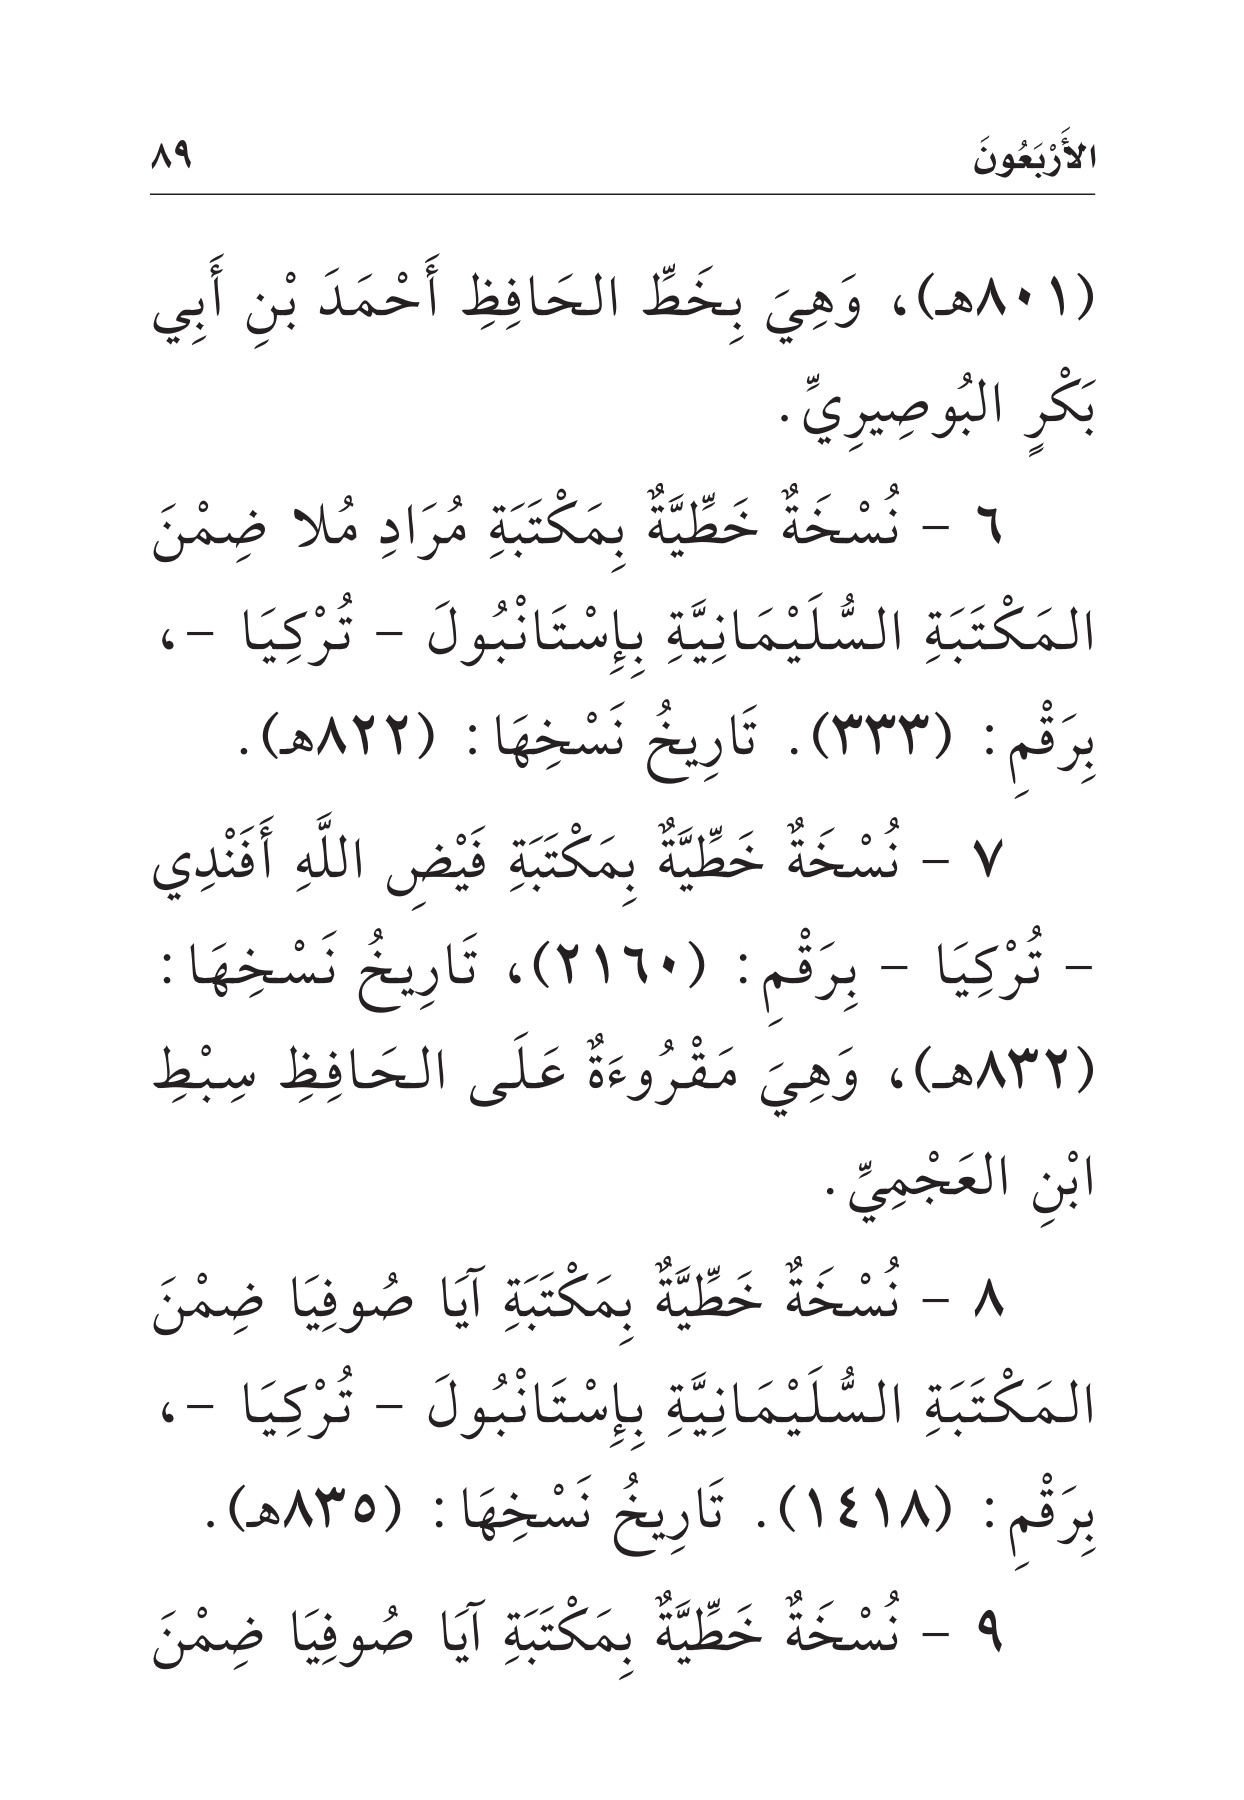 الأَرْبَعُونَ ٨٩
(٨٠١هـ)، وَهِيَ بِخَطِّ الحَافِظِ أَحْمَدَ بْنِ أَبِي
بَكْرٍ البُوصِيرِيِّ.
٦ - نُسْخَةٌ خَطِّيَّةٌ بِمَكْتَبَةِ مُرَادِ مُلا ضِمْنَ
المَكْتَبَةِ السُّلَيْمَانِيَّةِ بِإِسْتَانْبُولَ - تُرْكِيَا -،
بِرَقْمِ: (٣٣٣). تَارِيخُ نَسْخِهَا: (٨٢٢هـ).
٧ - نُسْخَةٌ خَطِّيَّةٌ بِمَكْتَبَةِ فَيْضِ اللَّهِ أَفَنْدِي
- تُرْكِيَا - بِرَقْمِ: (٢١٦٠)، تَارِيخُ نَسْخِهَا:
(٨٣٢هـ)، وَهِيَ مَقْرُوءَةٌ عَلَى الحَافِظِ سِبْطِ
ابْنِ العَجْمِيِّ.
٨ - نُسْخَةٌ خَطِّيَّةٌ بِمَكْتَبَةِ آيَا صُوفِيَا ضِمْنَ
المَكْتَبَةِ السُّلَيْمَانِيَّةِ بِإِسْتَانْبُولَ - تُرْكِيَا -،
بِرَقْمِ: (١٤١٨). تَارِيخُ نَسْخِهَا: (٨٣٥هـ).
٩ - نُسْخَةٌ خَطِّيَّةٌ بِمَكْتَبَةِ آيَا صُوفِيَا ضِمْنَ